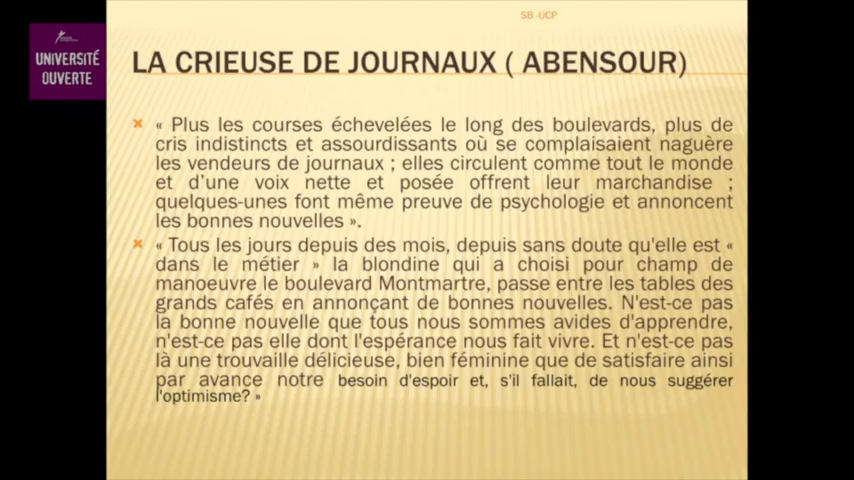 SB -UCP
UNIVERSITÉ
OUVERTE
LA CRIEUSE DE JOURNAUX ( ABENSOUR)
« Plus les courses échevelées le long des boulevards, plus de
cris indistincts et assourdissants où se complaisaient naguère
les vendeurs de journaux ; elles circulent comme tout le monde
et d’une voix nette et posée offrent leur marchandise ;
quelques-unes font même preuve de psychologie et annoncent
les bonnes nouvelles ».
« Tous les jours depuis des mois, depuis sans doute qu'elle est «
dans le métier » la blondine qui a choisi pour champ de
manoeuvre le boulevard Montmartre, passe entre les tables des
grands cafés en annonçant de bonnes nouvelles. N'est-ce pas
la bonne nouvelle que tous nous sommes avides d'apprendre,
n'est-ce pas elle dont l'espérance nous fait vivre. Et n'est-ce pas
là une trouvaille délicieuse, bien féminine que de satisfaire ainsi
par avance notre besoin d'espoir et, s'il fallait, de nous suggérer
l'optimisme? »